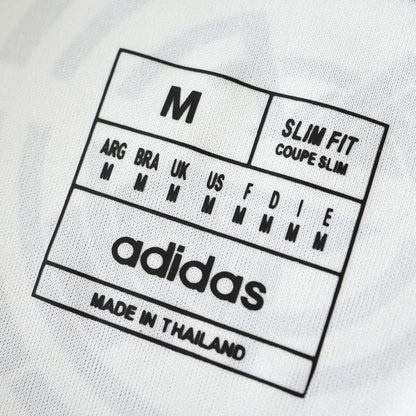 M
SLIM FIT
COUPE SLIM
ARG BRA UK US F D I E
M M M M M M M M
adidas
MADE IN THAILAND